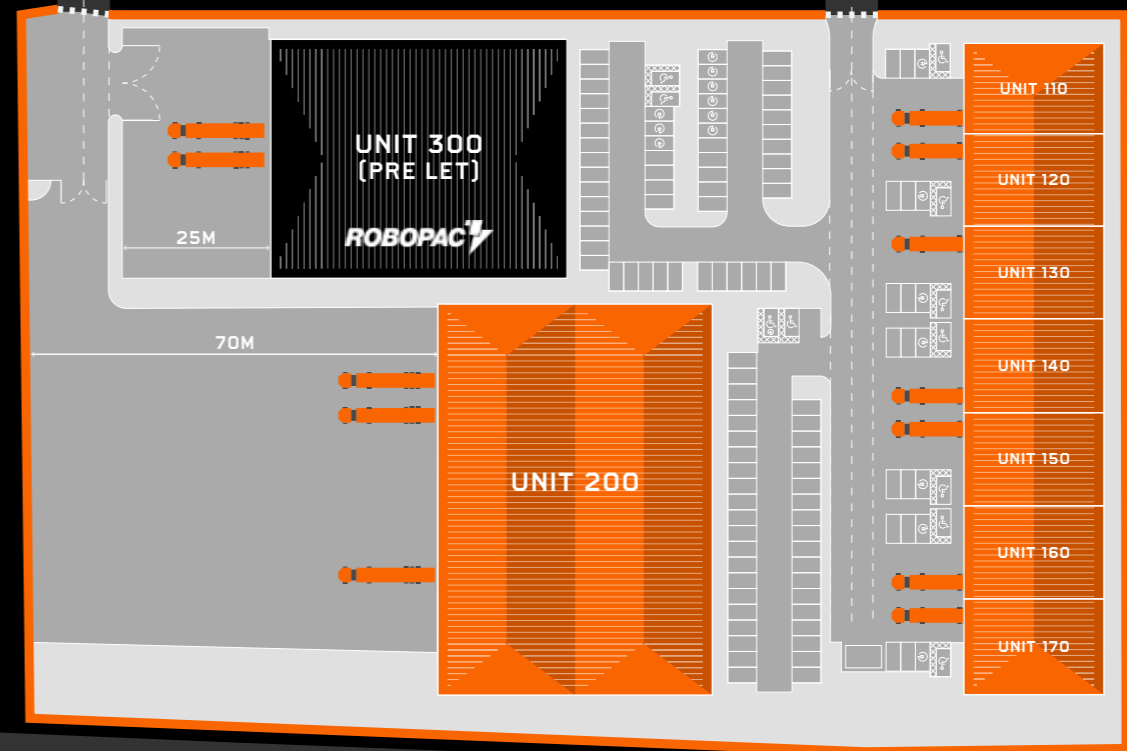 UNIT 300
(PRE LET)
ROBOPAC
25M
70M
UNIT 200
UNIT 110
UNIT 120
UNIT 130
UNIT 140
UNIT 150
UNIT 160
UNIT 170